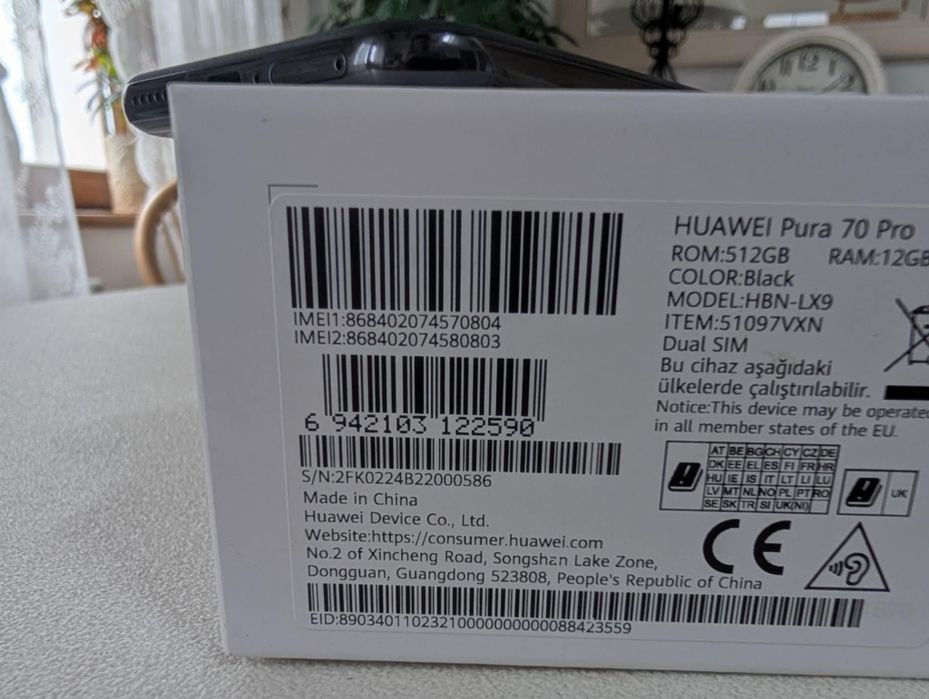 IMEI1:868402074570804
IMEI2:868402074580803
6 942103 122590
S/N:2FK0224B22000586
Made in China
Huawei Device Co., Ltd.
Website:https://consumer.huawei.com
No.2 of Xincheng Road, Songshan Lake Zone,
Dongguan, Guangdong 523808, People's Republic of China
EID:89034011023210000000000088423559
HUAWEI Pura 70 Pro
ROM:512GB RAM:12GB
COLOR:Black
MODEL:HBN-LX9
ITEM:51097VXN
Dual SIM
Bu cihaz aşağıdaki
ülkelerde çalıştırılabilir.
Notice:This device may be operated
in all member states of the EU.
AT BE BG CH CY CZ DE
DK EE EL ES FI FR HR
HU IE IS IT LT LI LU
LV MT NL NO PL PT RO
SE SK TR SI UK(NI)
UK
CE